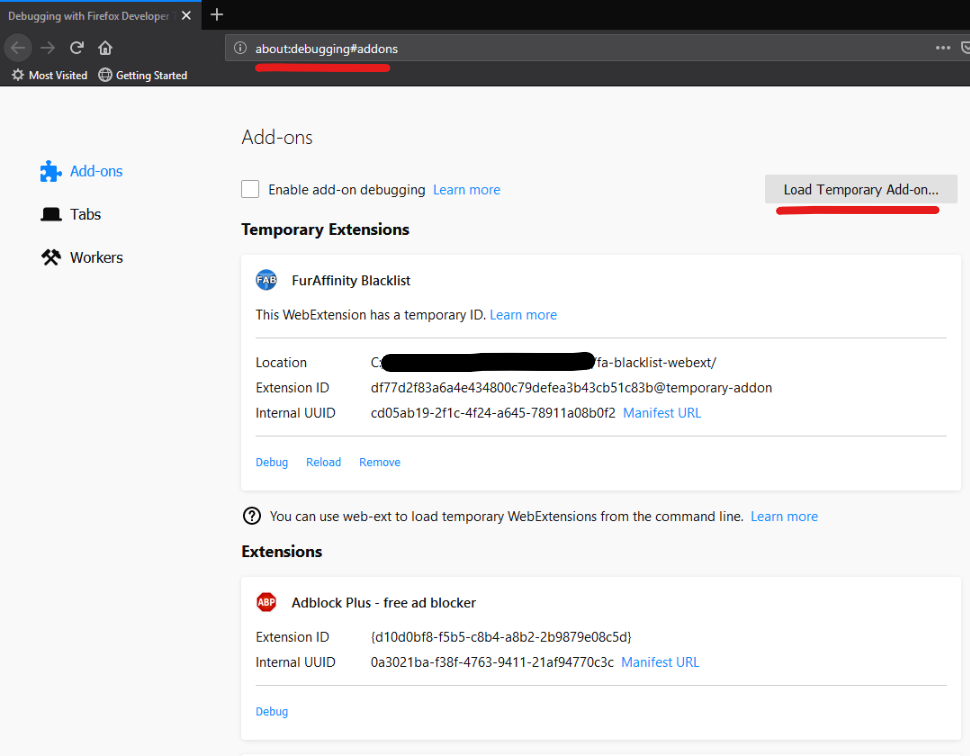 Debugging with Firefox Developer
about:debugging#addons
Most Visited Getting Started
Add-ons
Add-ons
Tabs
Workers
Enable add-on debugging Learn more
Load Temporary Add-on...
Temporary Extensions
FAB FurAffinity Blacklist
This WebExtension has a temporary ID. Learn more
Location C: /fa-blacklist-webext/
Extension ID df77d2f83a6a4e434800c79defea3b43cb51c83b@temporary-addon
Internal UUID cd05ab19-2f1c-4f24-a645-78911a08b0f2 Manifest URL
Debug Reload Remove
You can use web-ext to load temporary WebExtensions from the command line. Learn more
Extensions
ABP Adblock Plus - free ad blocker
Extension ID {d10d0bf8-f5b5-c8b4-a8b2-2b9879e08c5d}
Internal UUID 0a3021ba-f38f-4763-9411-21af94770c3c Manifest URL
Debug